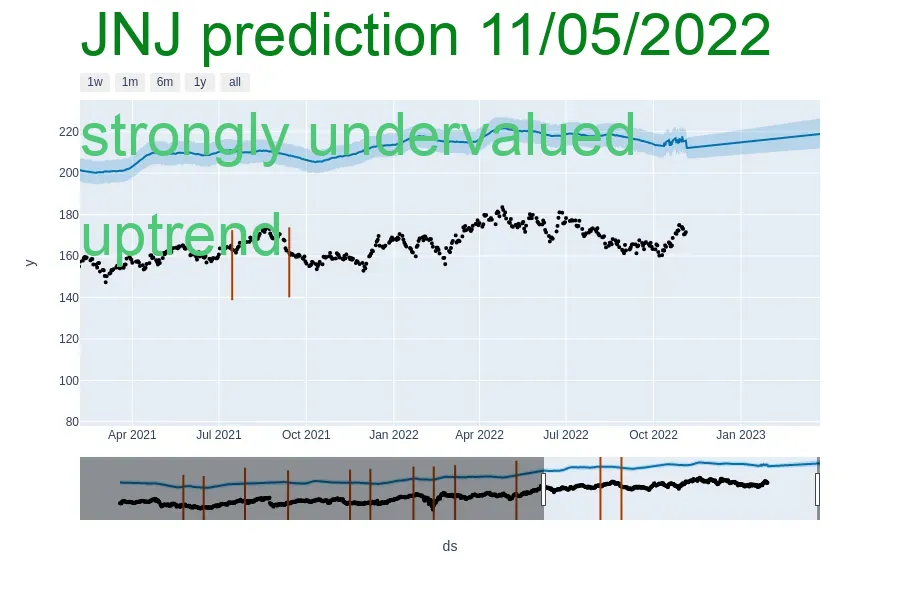 JNJ prediction 11/05/2022
1w 1m 6m 1y all
strongly undervalued
uptrend
220
200
180
160
140
120
100
80
y
Apr 2021 Jul 2021 Oct 2021 Jan 2022 Apr 2022 Jul 2022 Oct 2022 Jan 2023
ds